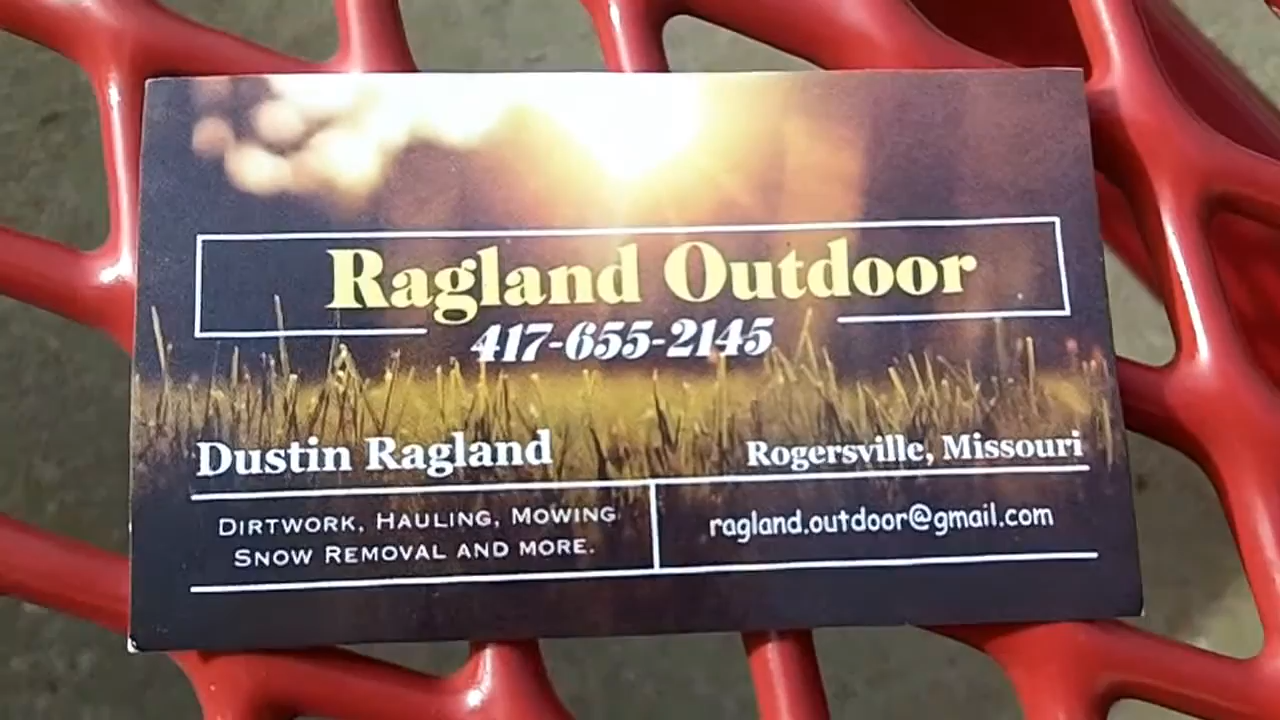 Ragland Outdoor
417-655-2145
Dustin Ragland
Rogersville, Missouri
Dirtwork, Hauling, Mowing
Snow Removal and more.
ragland.outdoor@gmail.com